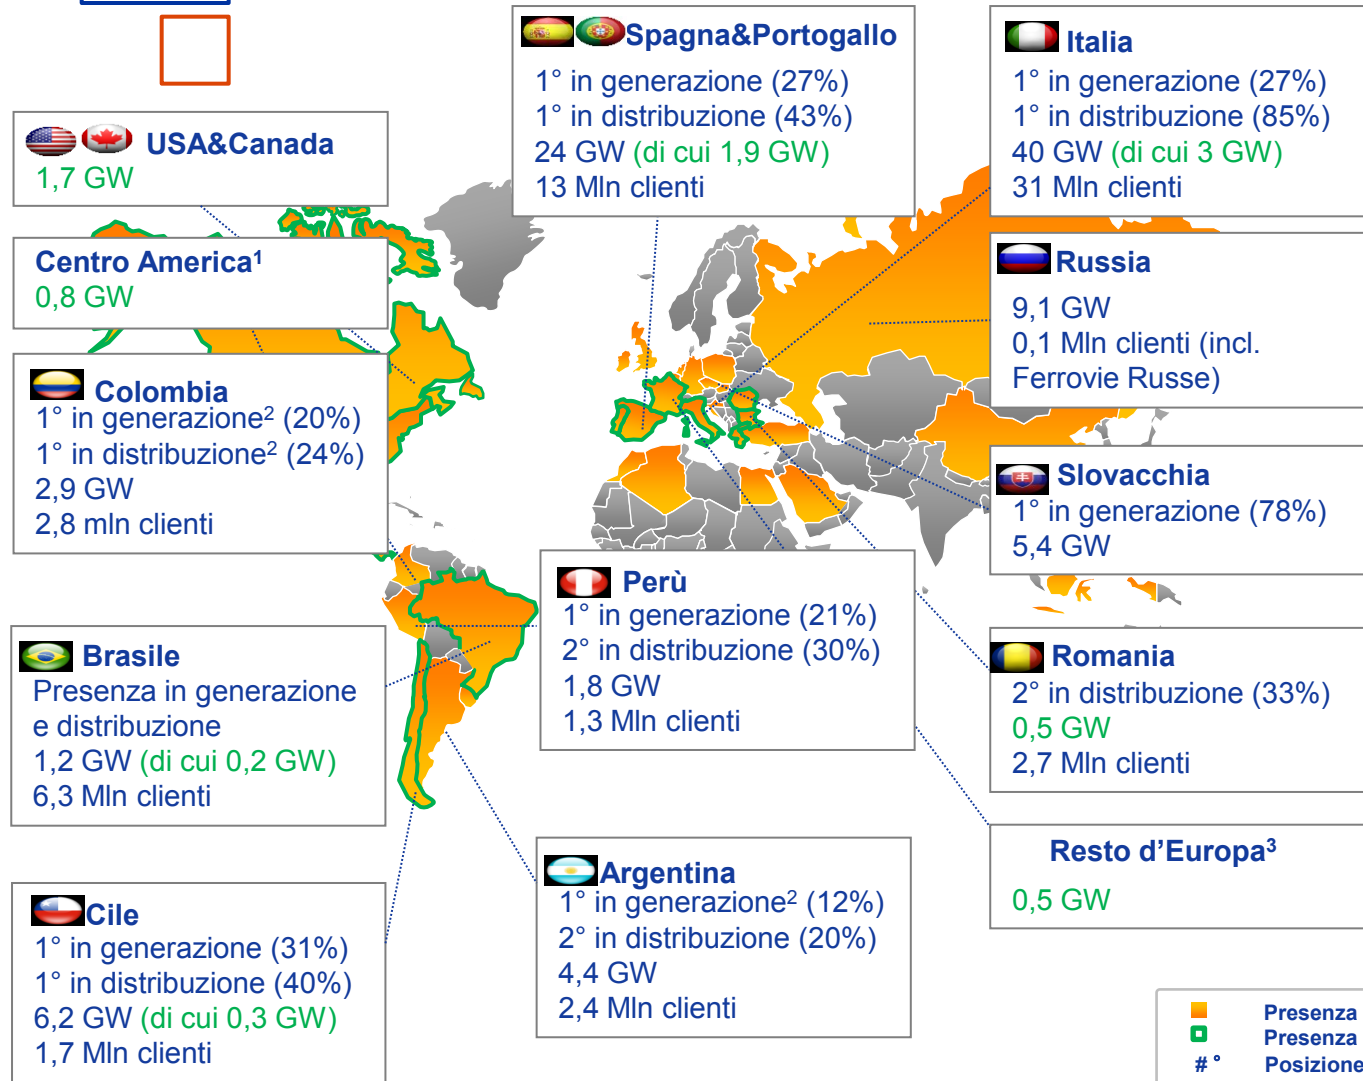 USA&Canada
1,7 GW
Centro America¹
0,8 GW
Colombia
1° in generazione² (20%)
1° in distribuzione² (24%)
2,9 GW
2,8 mln clienti
Brasile
Presenza in generazione
e distribuzione
1,2 GW (di cui 0,2 GW)
6,3 Mln clienti
Cile
1° in generazione (31%)
1° in distribuzione (40%)
6,2 GW (di cui 0,3 GW)
1,7 Mln clienti
Spagna&Portogallo
1° in generazione (27%)
1° in distribuzione (43%)
24 GW (di cui 1,9 GW)
13 Mln clienti
Perù
1° in generazione (21%)
2° in distribuzione (30%)
1,8 GW
1,3 Mln clienti
Argentina
1° in generazione² (12%)
2° in distribuzione (20%)
4,4 GW
2,4 Mln clienti
Italia
1° in generazione (27%)
1° in distribuzione (85%)
40 GW (di cui 3 GW)
31 Mln clienti
Russia
9,1 GW
0,1 Mln clienti (incl.
Ferrovie Russe)
Slovacchia
1° in generazione (78%)
5,4 GW
Romania
2° in distribuzione (33%)
0,5 GW
2,7 Mln clienti
Resto d’Europa³
0,5 GW
Presenza
Presenza
# ° Posizione